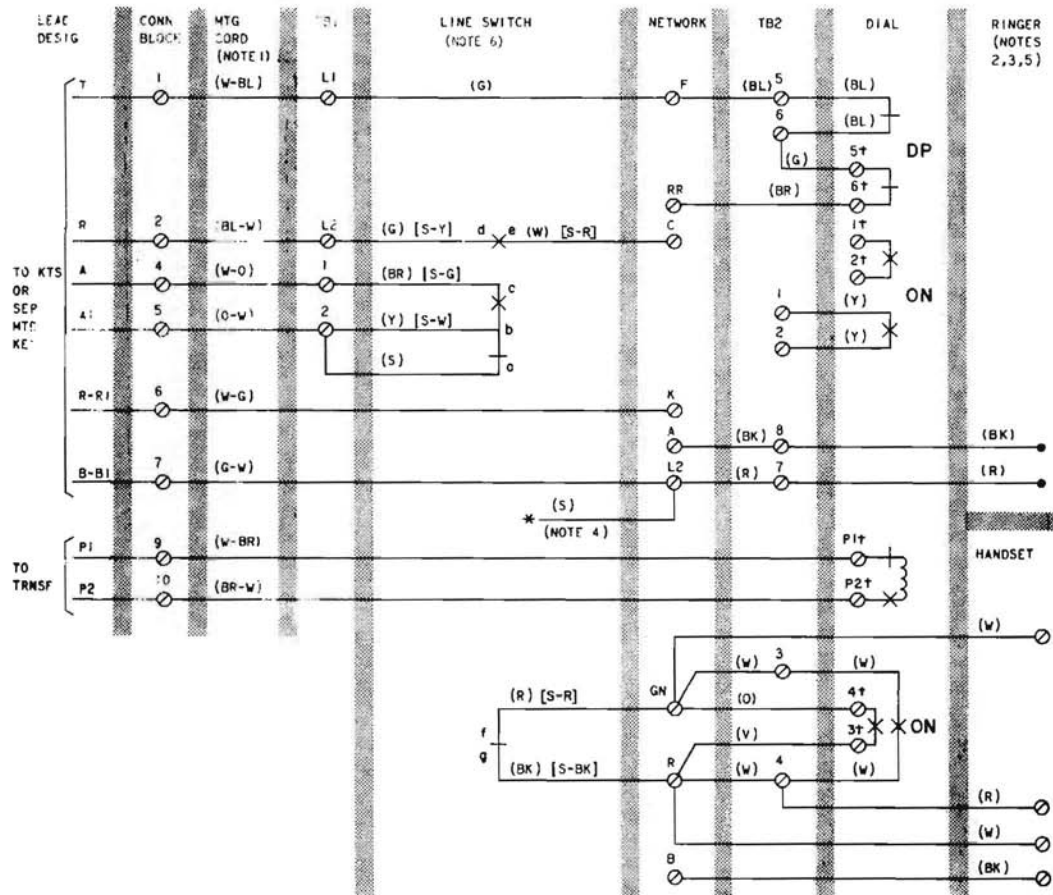 LEAD CONN MTG TB1 LINE SWITCH NETWORK TB2 DIAL RINGER
DESIG BLOCK CORD (NOTE 6) (NOTES
(NOTE 1) 2,3,5)
T 1 (W-BL) L1 (G) F (BL) 5 (BL)
6 (BL)
(G) 5† DP
RR (BR) 6†
R 2 (BL-W) L2 (G) [S-Y] d e (W) [S-R] C 1†
A 4 (W-O) 1 (BR) [S-G] c 2†
TO KTS
OR
SEP
MTG
KEY
ON
A1 5 (O-W) 2 (Y) [S-W] b 1 (Y)
(S) a 2 (Y)
R-R1 6 (W-G) K
A (BK) 8 (BK)
B-B1 7 (G-W) L2 (R) 7 (R)
* (S)
(NOTE 4)
P1 9 (W-BR) P1† HANDSET
TO
TRNSF
P2 10 (BR-W) P2†
(W)
(W) 3 (W)
(R) [S-R] GN (O) 4†
f (V) 3† ON
g
(BK) [S-BK] R (W) 4 (W)
(R)
(W)
B (BK)